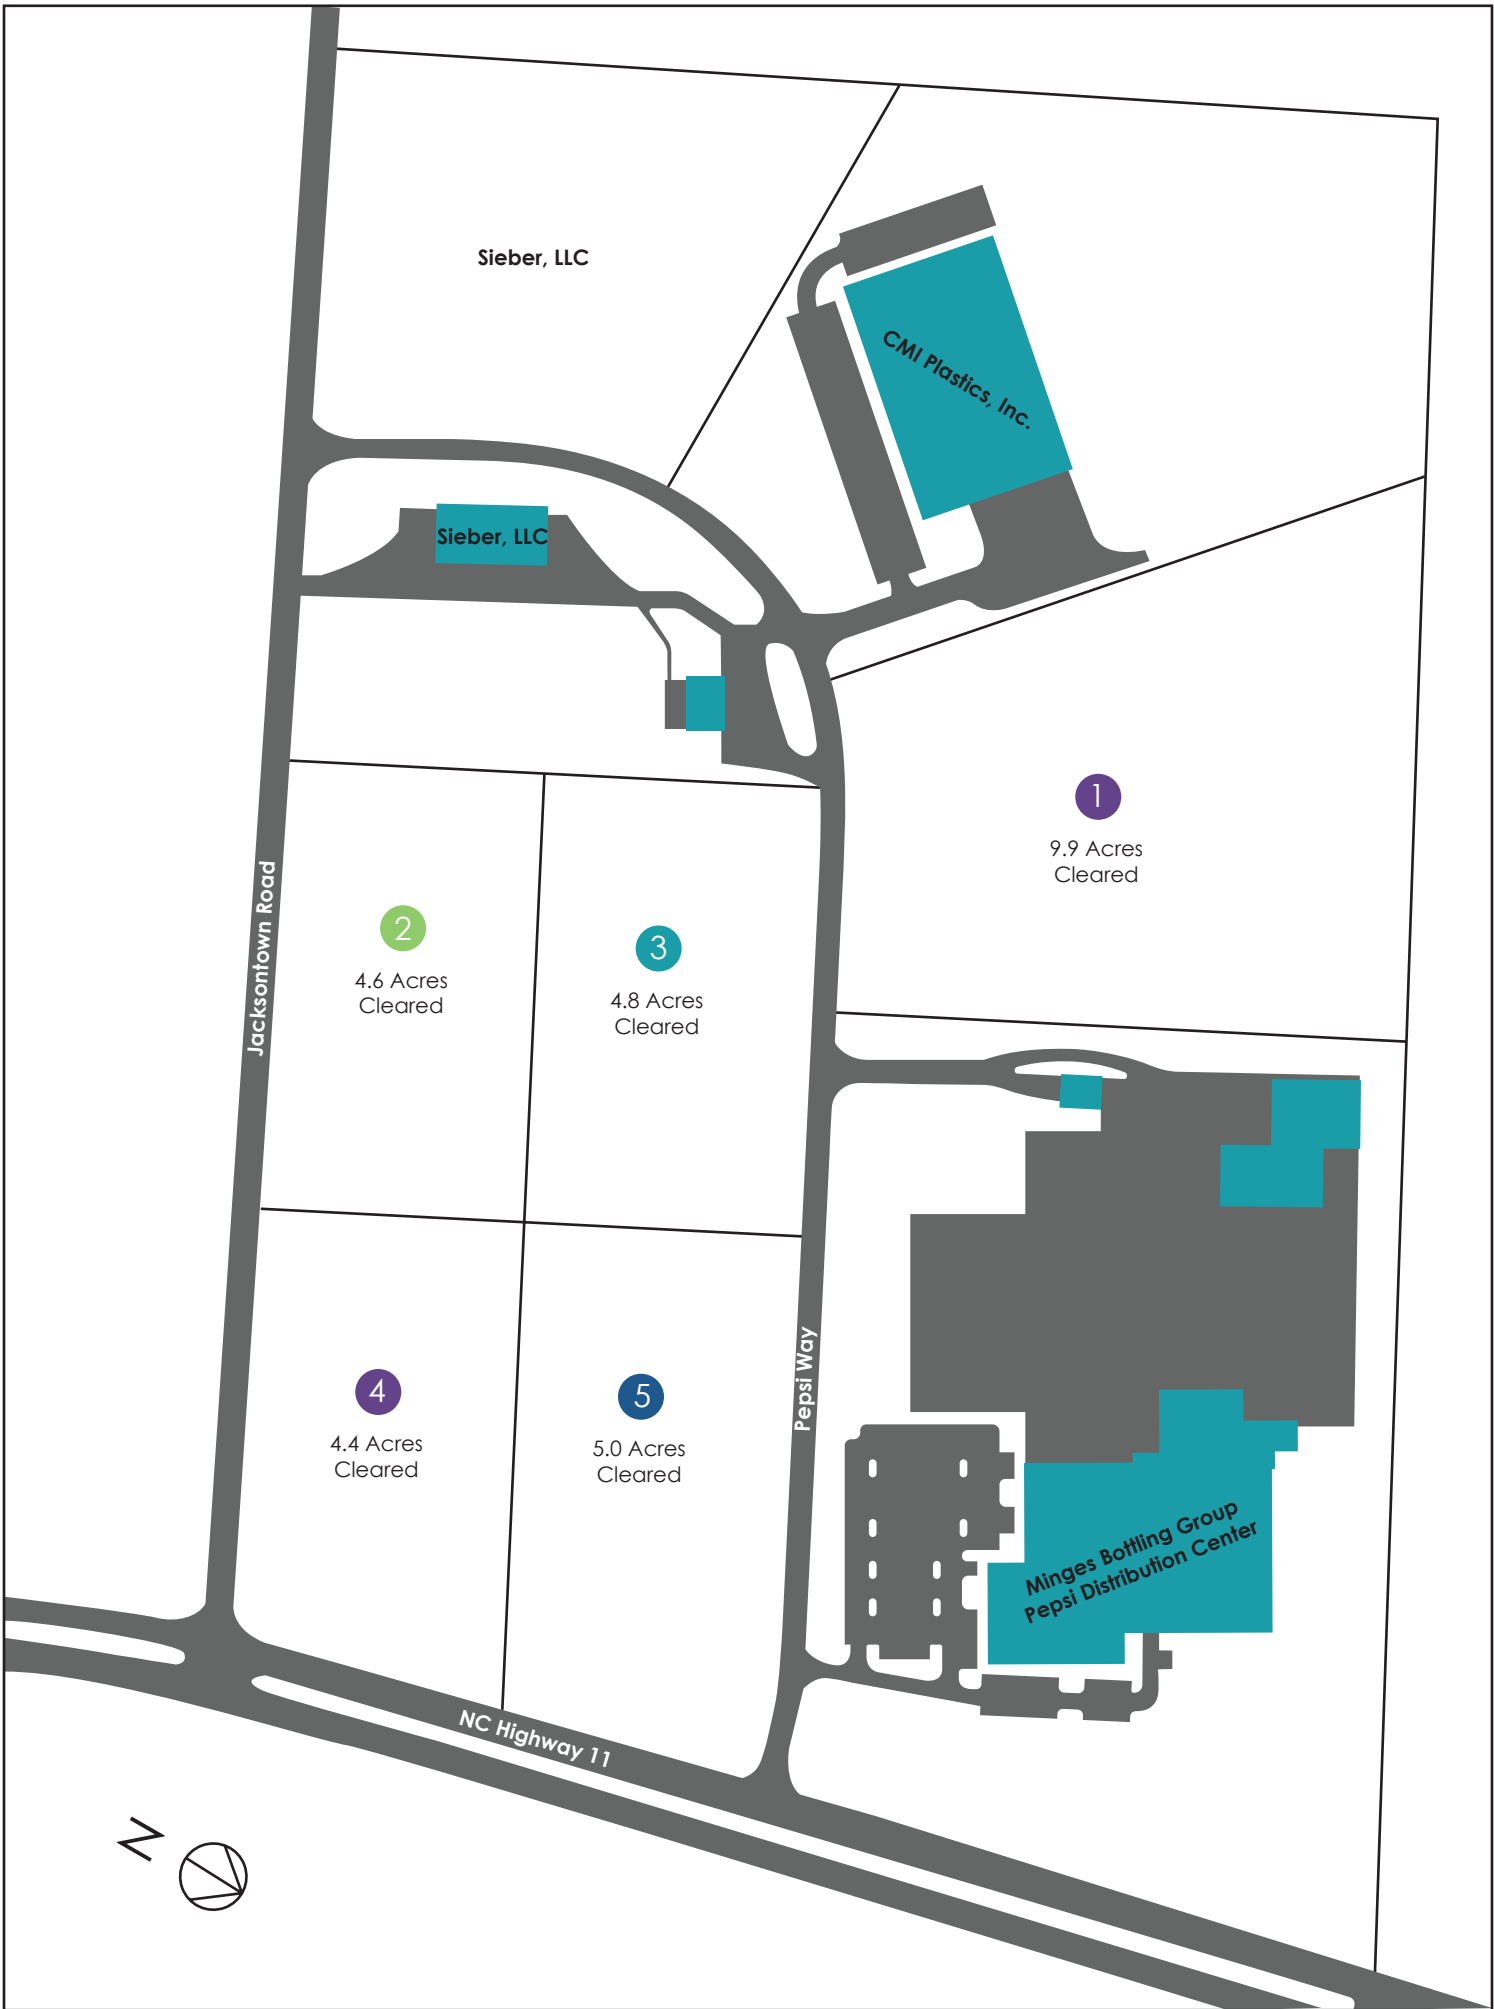 Sieber, LLC
CMI Plastics, Inc.
Sieber, LLC
1
9.9 Acres
Cleared
2
4.6 Acres
Cleared
3
4.8 Acres
Cleared
Jacksontown Road
4
4.4 Acres
Cleared
5
5.0 Acres
Cleared
Pepsi Way
Minges Bottling Group
Pepsi Distribution Center
NC Highway 11
N